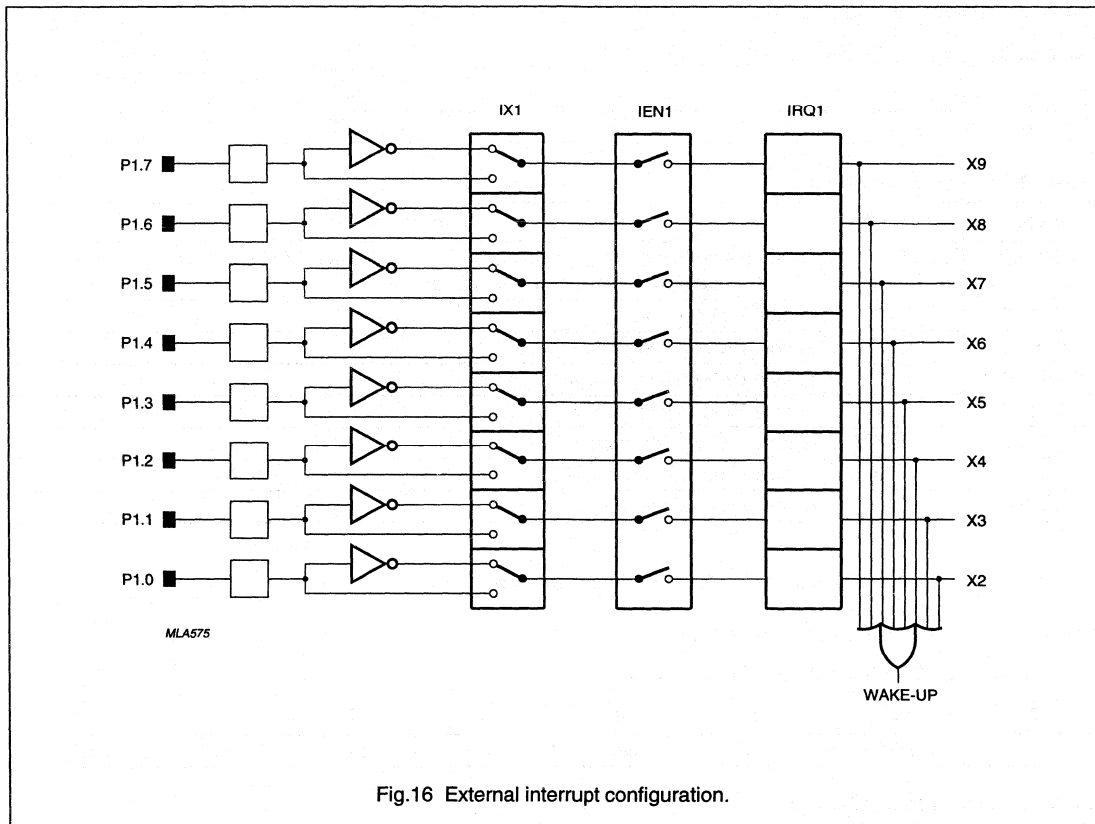 IX1 IEN1 IRQ1
P1.7 X9
P1.6 X8
P1.5 X7
P1.4 X6
P1.3 X5
P1.2 X4
P1.1 X3
P1.0 X2
MLA575
WAKE-UP
Fig.16 External interrupt configuration.